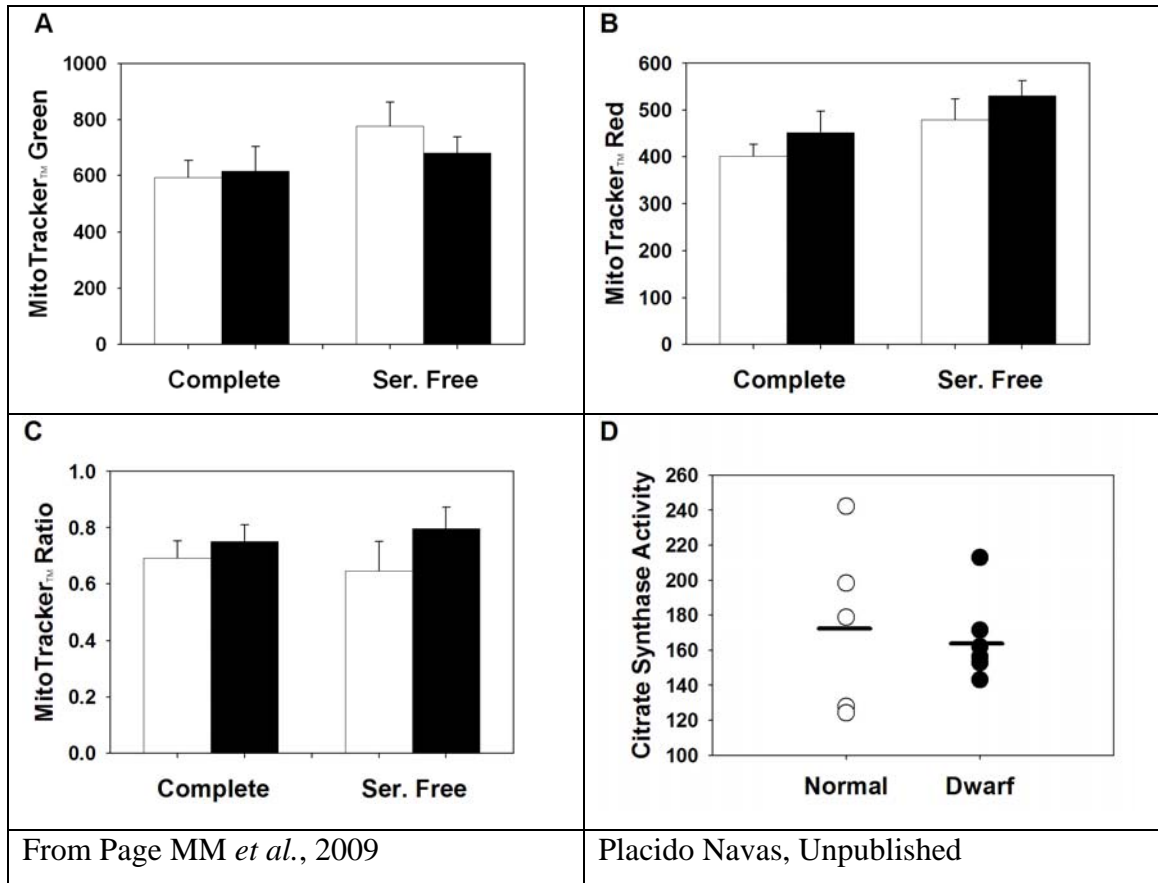 A
MitoTracker™ Green
1000
800
600
400
200
0
Complete Ser. Free
B
MitoTracker™ Red
600
500
400
300
200
100
0
Complete Ser. Free
C
MitoTracker™ Ratio
1.0
0.8
0.6
0.4
0.2
0.0
Complete Ser. Free
D
Citrate Synthase Activity
260
240
220
200
180
160
140
120
100
Normal Dwarf
From Page MM et al., 2009
Placido Navas, Unpublished